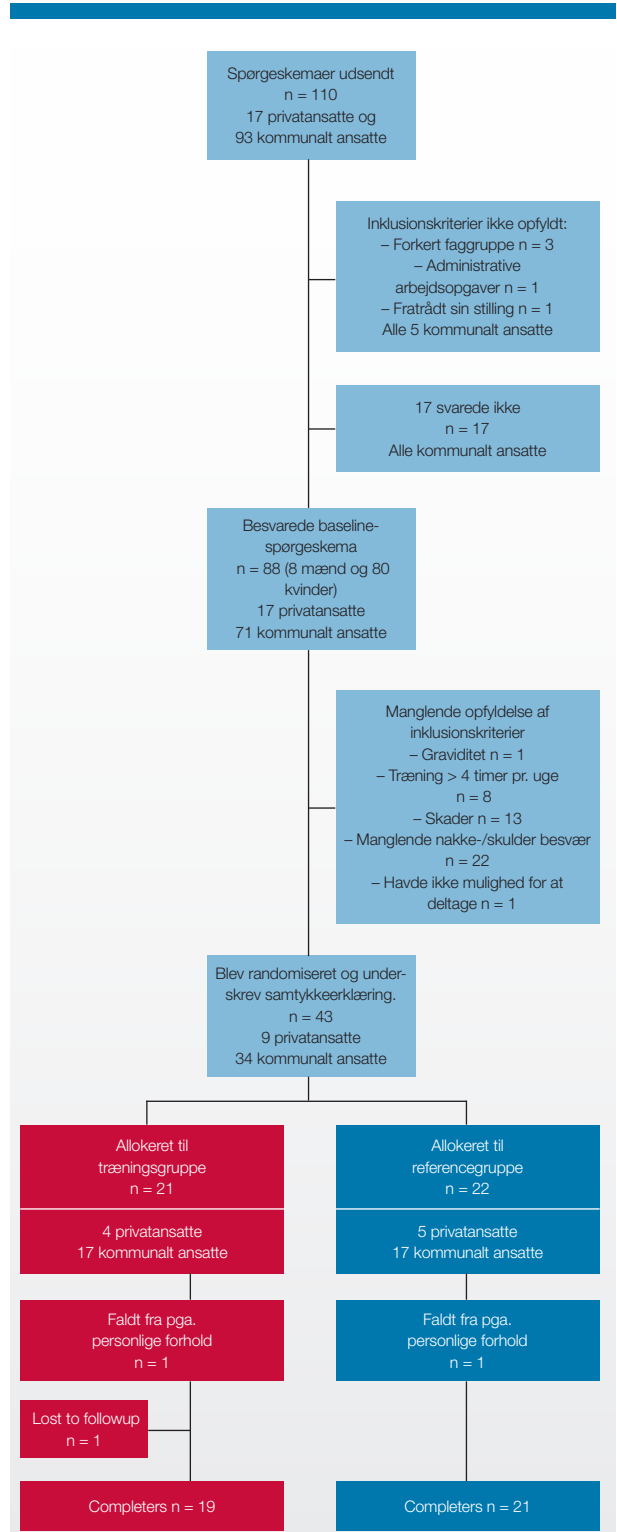 Spørgeskemaer udsendt
n = 110
17 privatansatte og
93 kommunalt ansatte
Inklusionskriterier ikke opfyldt:
– Forkert faggruppe n = 3
– Administrative
arbejdsopgaver n = 1
– Fratrådt sin stilling n = 1
Alle 5 kommunalt ansatte
17 svarede ikke
n = 17
Alle kommunalt ansatte
Besvarede baseline-
spørgeskema
n = 88 (8 mænd og 80
kvinder)
17 privatansatte
71 kommunalt ansatte
Manglende opfyldelse af
inklusionskriterier
– Graviditet n = 1
– Træning > 4 timer pr. uge
n = 8
– Skader n = 13
– Manglende nakke-/skulder besvær
n = 22
– Havde ikke mulighed for at
deltage n = 1
Blev randomiseret og under-
skrev samtykkeerklæring.
n = 43
9 privatansatte
34 kommunalt ansatte
Allokeret til
træningsgruppe
n = 21
4 privatansatte
17 kommunalt ansatte
Faldt fra pga.
personlige forhold
n = 1
Lost to followup
n = 1
Completers n = 19
Allokeret til
referencegruppe
n = 22
5 privatansatte
17 kommunalt ansatte
Faldt fra pga.
personlige forhold
n = 1
Completers n = 21